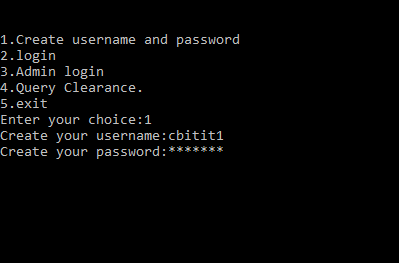 1.Create username and password
2.login
3.Admin login
4.Query Clearance.
5.exit
Enter your choice:1
Create your username:cbitit1
Create your password:*******